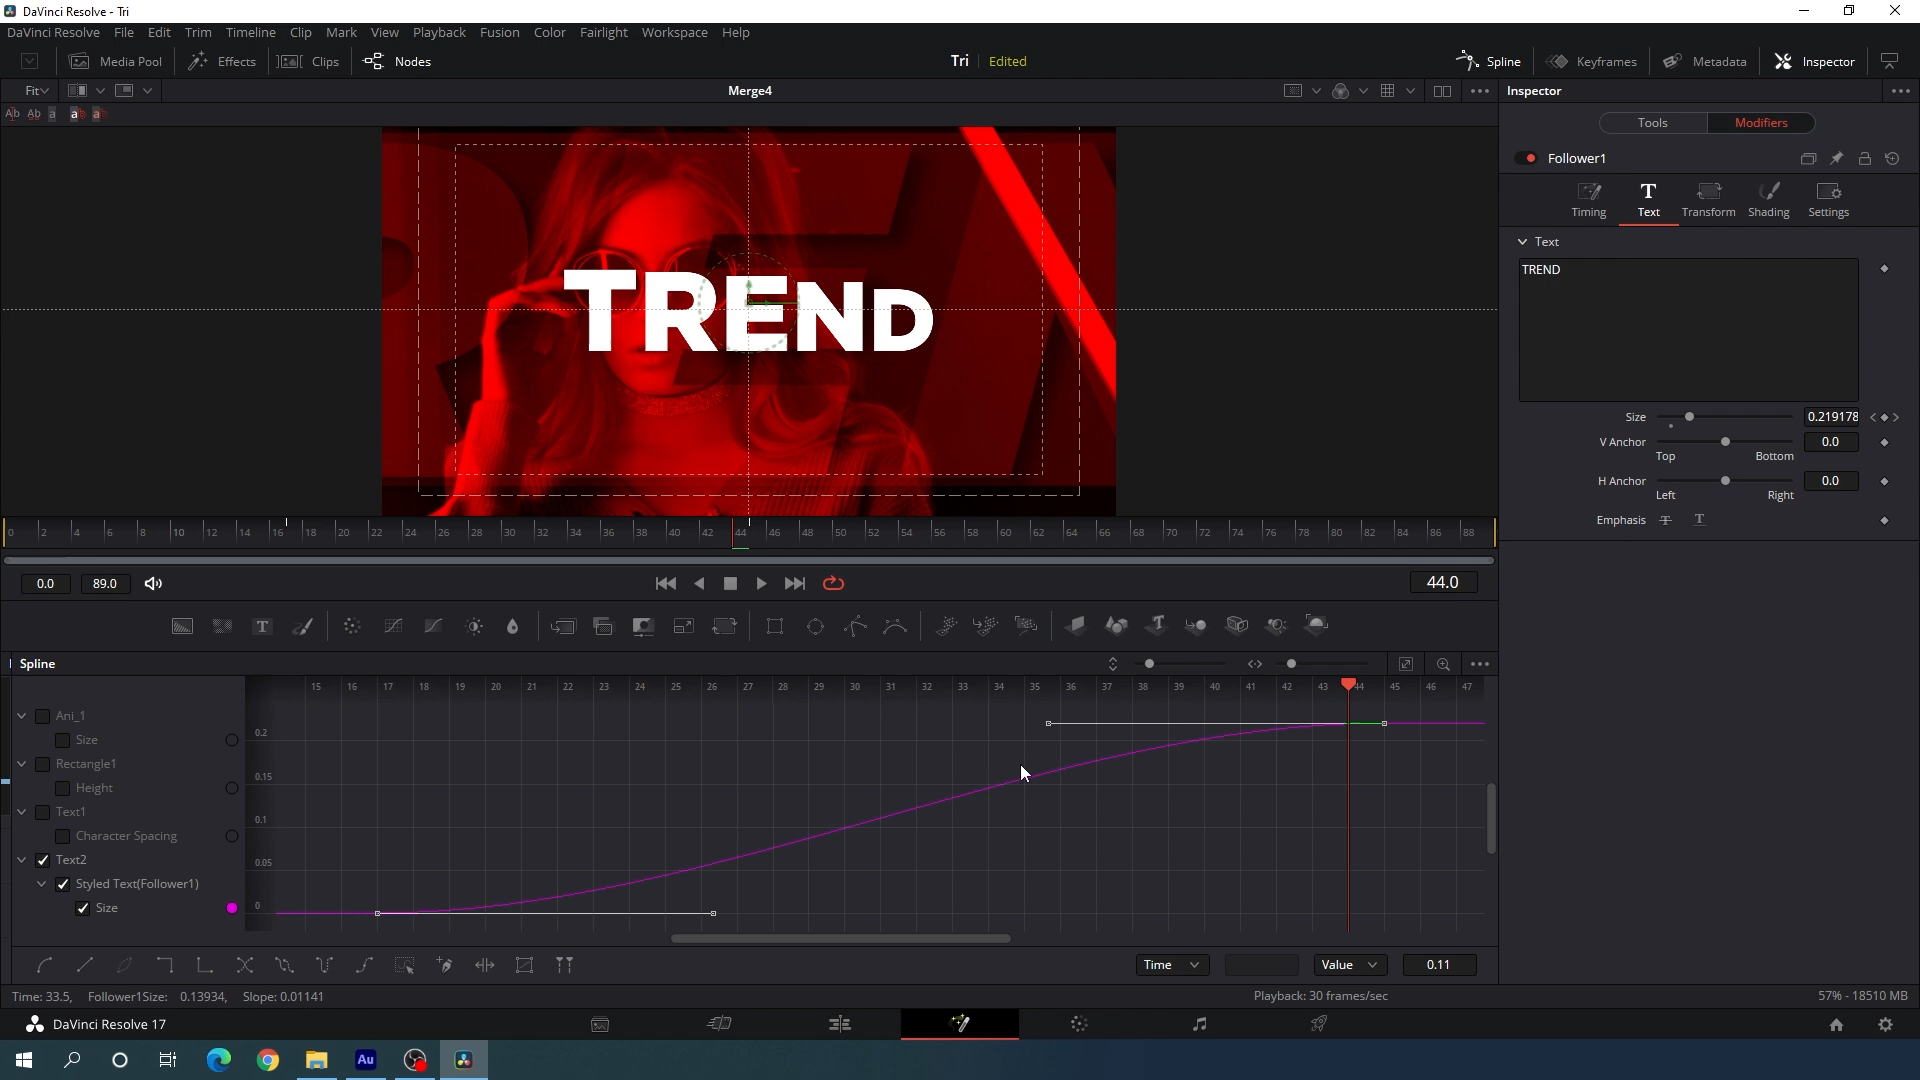 DaVinci Resolve - Tri
DaVinci Resolve File Edit Trim Timeline Clip Mark View Playback Fusion Color Fairlight Workspace Help
Media Pool Effects Clips Nodes Tri Edited Spline Keyframes Metadata Inspector
Fit Merge4 Inspector
Tools Modifiers
Follower1
Timing Text Transform Shading Settings
Text
TREND
TREND
Size 0.219178
V Anchor 0.0
Top Bottom
H Anchor 0.0
Left Right
Emphasis T T
0 2 4 6 8 10 12 14 16 18 20 22 24 26 28 30 32 34 36 38 40 42 44 46 48 50 52 54 56 58 60 62 64 66 68 70 72 74 76 78 80 82 84 86 88
0.0 89.0 44.0
Spline
15 16 17 18 19 20 21 22 23 24 25 26 27 28 29 30 31 32 33 34 35 36 37 38 39 40 41 42 43 44 45 46 47
Ani_1
Size 0.2
Rectangle1
0.15
Height
Text1 0.1
Character Spacing
Text2 0.05
Styled Text(Follower1)
Size 0
Time Value 0.11
Time: 33.5, Follower1Size: 0.13934, Slope: 0.01141 Playback: 30 frames/sec 57% - 18510 MB
DaVinci Resolve 17
Au